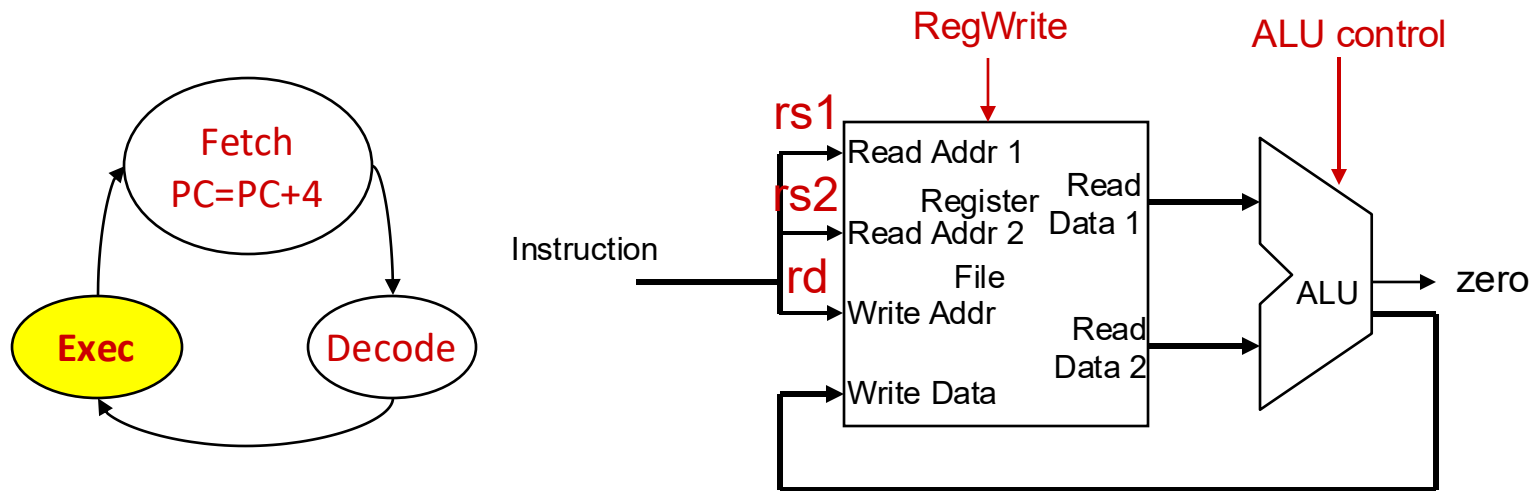 Fetch
PC=PC+4
Exec
Decode
RegWrite
ALU control
rs1
Read Addr 1
rs2
Register
Read
Data 1
Read Addr 2
Instruction
rd
File
Write Addr
Read
Data 2
Write Data
ALU
zero